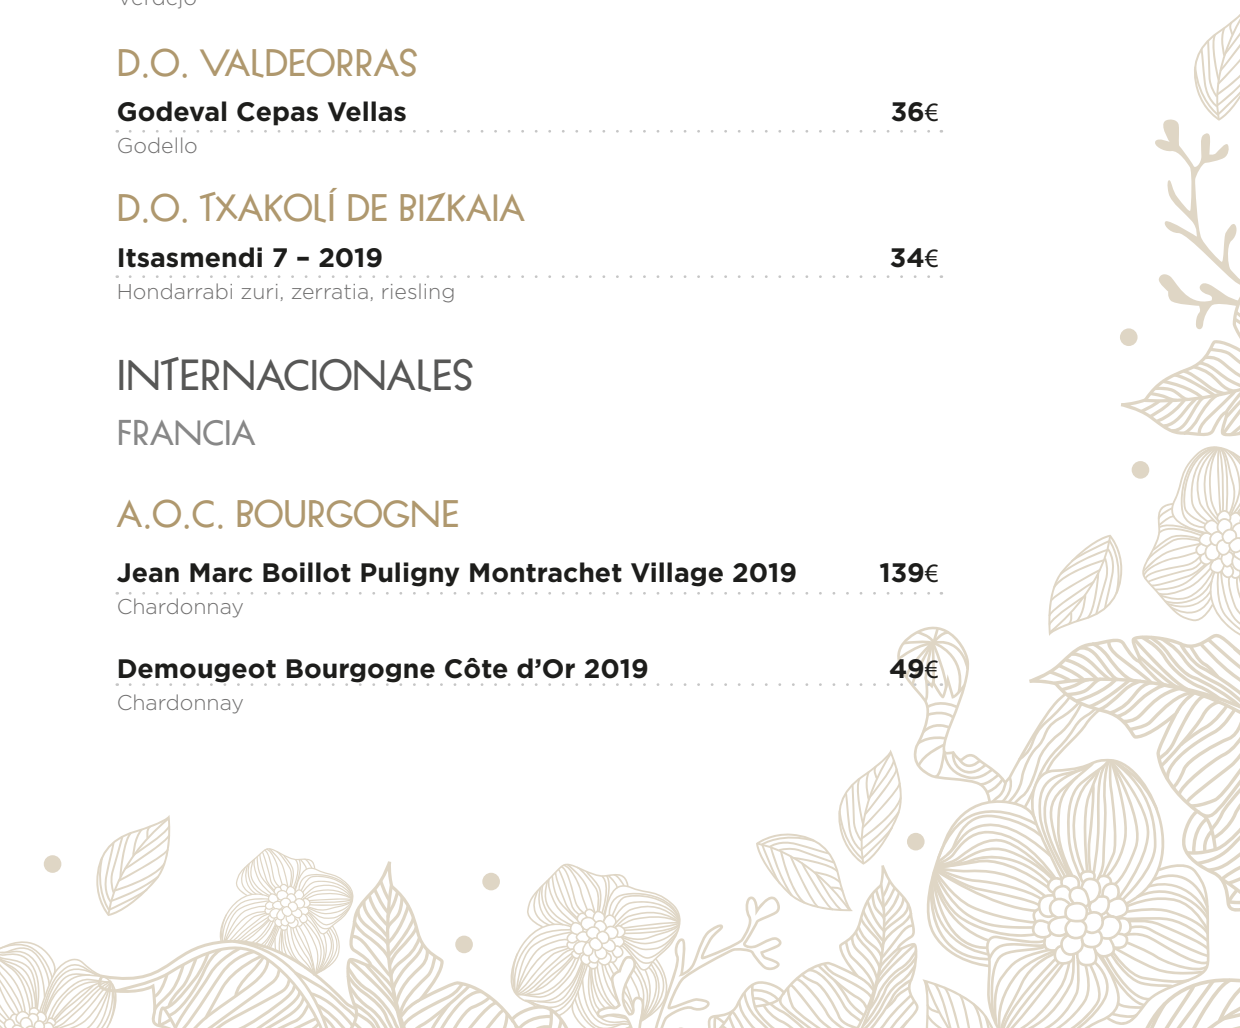 Verdejo
D.O. VALDEORRAS
Godeval Cepas Vellas 36€
Godello
D.O. TXAKOLÍ DE BIZKAIA
Itsasmendi 7 – 2019 34€
Hondarrabi zuri, zerratia, riesling
INTERNACIONALES
FRANCIA
A.O.C. BOURGOGNE
Jean Marc Boillot Puligny Montrachet Village 2019 139€
Chardonnay
Demougeot Bourgogne Côte d’Or 2019 49€
Chardonnay